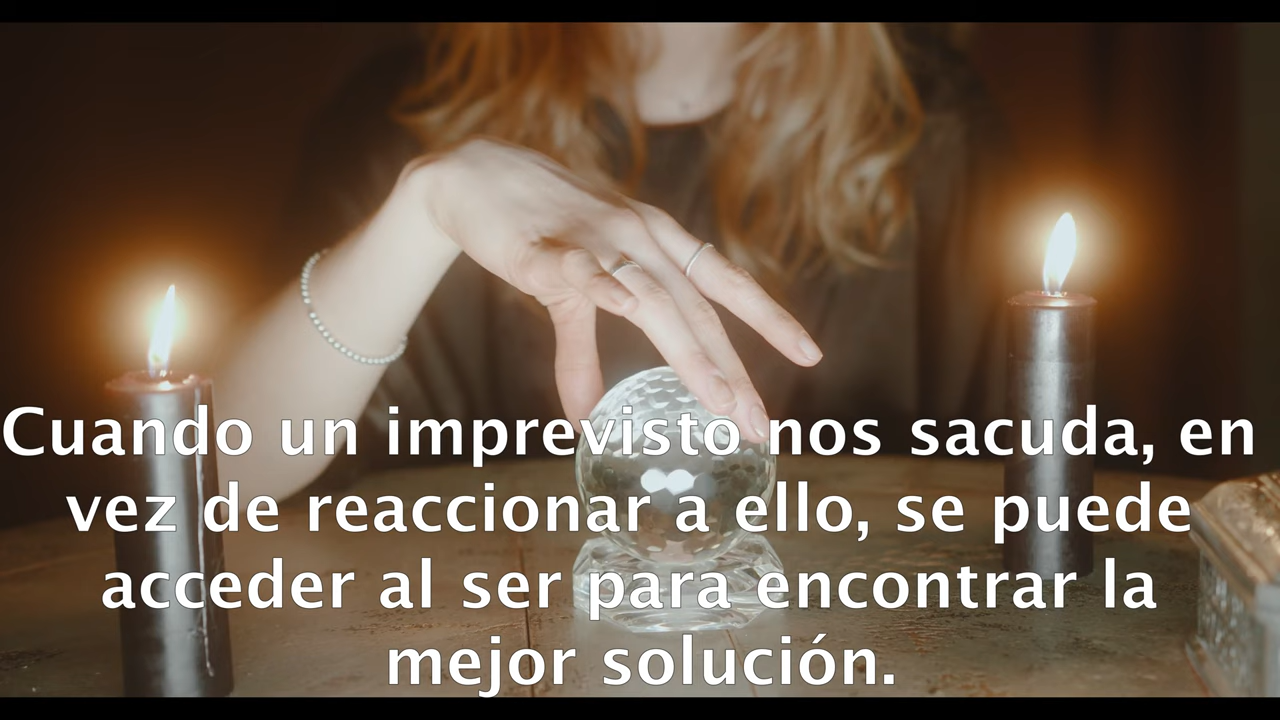 Cuando un imprevisto nos sacuda, en
vez de reaccionar a ello, se puede
acceder al ser para encontrar la
mejor solución.